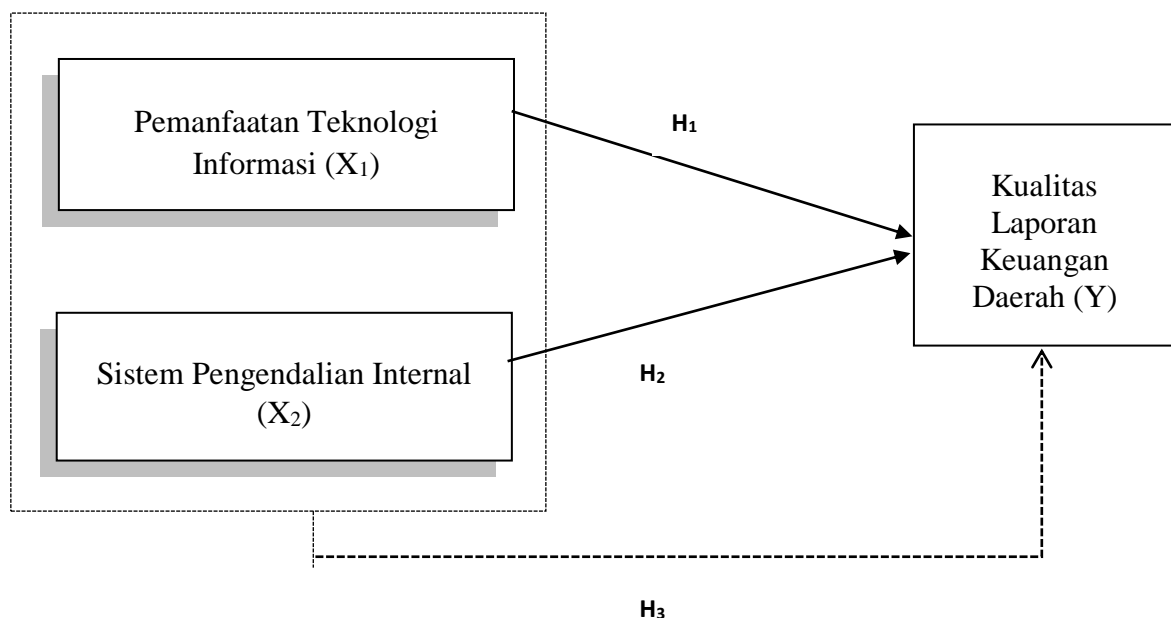 Pemanfaatan Teknologi
Informasi (X₁)
H₁
Kualitas
Laporan
Keuangan
Daerah (Y)
Sistem Pengendalian Internal
(X₂)
H₂
H₃